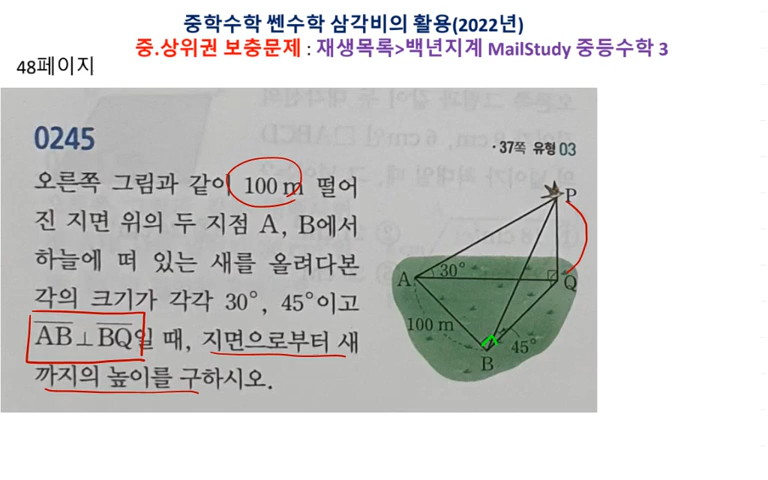 중학수학 쎈수학 삼각비의 활용(2022년)
중.상위권 보충문제 : 재생목록>백년지계 MailStudy 중등수학 3
48페이지
0245
· 37쪽 유형 03
오른쪽 그림과 같이 100 m 떨어
진 지면 위의 두 지점 A, B에서
하늘에 떠 있는 새를 올려다본
각의 크기가 각각 30°, 45°이고
AB⊥BQ일 때, 지면으로부터 새
까지의 높이를 구하시오.
P
A 30° Q
100 m
45°
B